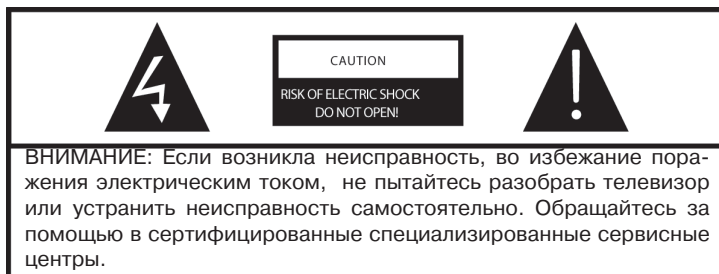 CAUTION
RISK OF ELECTRIC SHOCK
DO NOT OPEN!
ВНИМАНИЕ: Если возникла неисправность, во избежание пора-
жения электрическим током, не пытайтесь разобрать телевизор
или устранить неисправность самостоятельно. Обращайтесь за
помощью в сертифицированные специализированные сервисные
центры.